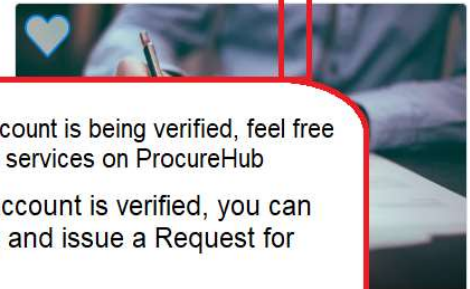 count is being verified, feel free
services on ProcureHub
ccount is verified, you can
and issue a Request for